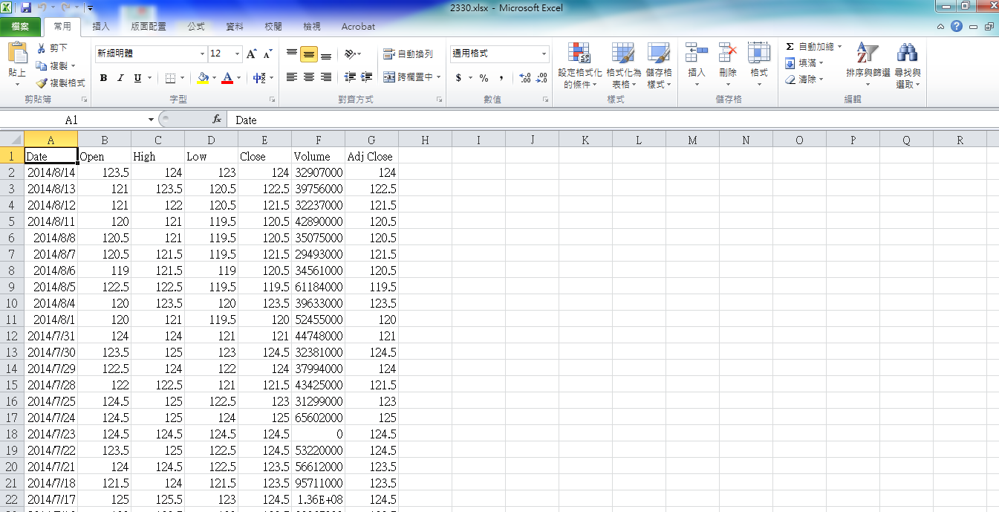 2330.xlsx - Microsoft Excel
檔案 常用 插入 版面配置 公式 資料 校閱 檢視 Acrobat
貼上 剪下 複製 複製格式 剪貼簿
新細明體 12 A A
B I U A 中 字型
自動換列 跨欄置中 對齊方式
通用格式 $ % , .00 .00 數值
設定格式化的條件 格式化為表格 儲存格樣式 樣式
插入 刪除 格式 儲存格
Σ 自動加總 填滿 清除 排序與篩選 尋找與選取 編輯
A1 fx Date
A B C D E F G H I J K L M N O P Q R
1 Date Open High Low Close Volume Adj Close
2 2014/8/14 123.5 124 123 124 32907000 124
3 2014/8/13 121 123.5 120.5 122.5 39756000 122.5
4 2014/8/12 121 122 120.5 121.5 32237000 121.5
5 2014/8/11 120 121 119.5 120.5 42890000 120.5
6 2014/8/8 120.5 121 119.5 120.5 35075000 120.5
7 2014/8/7 120.5 121.5 119.5 121.5 29493000 121.5
8 2014/8/6 119 121.5 119 120.5 34561000 120.5
9 2014/8/5 122.5 122.5 119.5 119.5 61184000 119.5
10 2014/8/4 120 123.5 120 123.5 39633000 123.5
11 2014/8/1 120 121 119.5 120 52455000 120
12 2014/7/31 124 124 121 121 44748000 121
13 2014/7/30 123.5 125 123 124.5 32381000 124.5
14 2014/7/29 122.5 124 122 124 37994000 124
15 2014/7/28 122 122.5 121 121.5 43425000 121.5
16 2014/7/25 124.5 125 122.5 123 31299000 123
17 2014/7/24 124.5 125 124 125 65602000 125
18 2014/7/23 124.5 124.5 124.5 124.5 0 124.5
19 2014/7/22 123.5 125 122.5 124.5 53220000 124.5
20 2014/7/21 124 124.5 122.5 123.5 56612000 123.5
21 2014/7/18 121.5 124 121.5 123.5 95711000 123.5
22 2014/7/17 125 125.5 123 124.5 1.36E+08 124.5